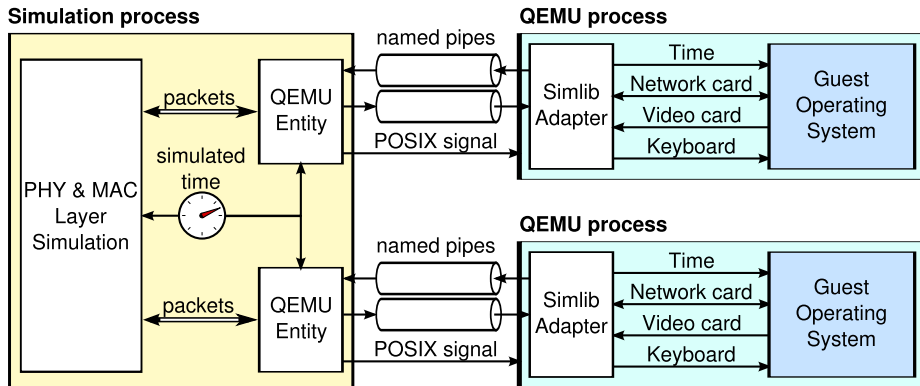 Simulation process
QEMU process
named pipes
PHY & MAC
Layer
Simulation
packets
simulated
time
QEMU
Entity
POSIX signal
Simlib
Adapter
Time
Network card
Video card
Keyboard
Guest
Operating
System
QEMU process
named pipes
packets
QEMU
Entity
POSIX signal
Simlib
Adapter
Time
Network card
Video card
Keyboard
Guest
Operating
System